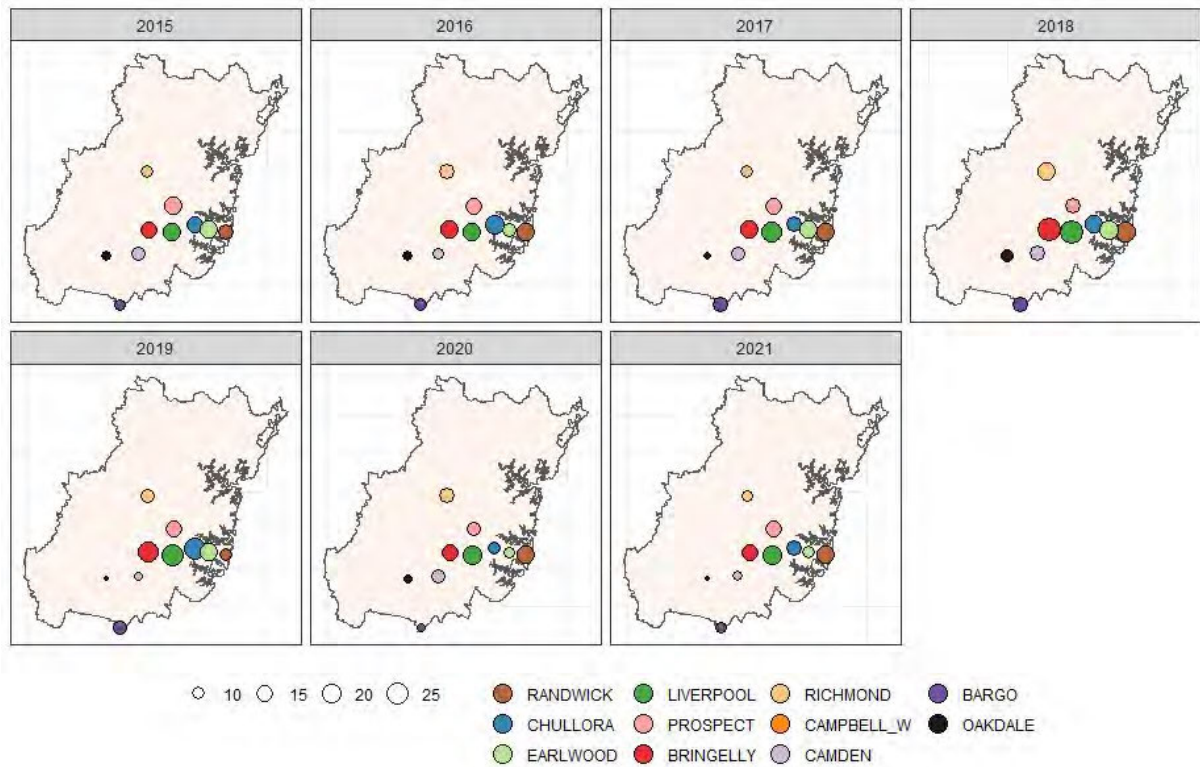 2015 2016 2017 2018
2019 2020 2021
10 15 20 25 RANDWICK LIVERPOOL RICHMOND BARGO
CHULLORA PROSPECT CAMPBELL_W OAKDALE
EARLWOOD BRINGELLY CAMDEN